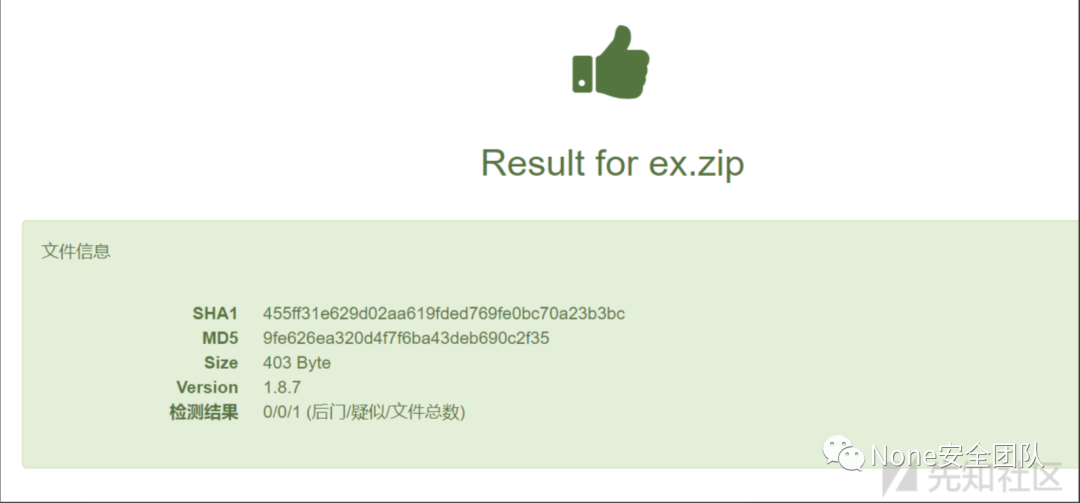 Result for ex.zip
文件信息
SHA1 455ff31e629d02aa619fded769fe0bc70a23b3bc
MD5 9fe626ea320d4f7f6ba43deb690c2f35
Size 403 Byte
Version 1.8.7
检测结果 0/0/1 (后门/疑似/文件总数)
None安全团队
先知社区